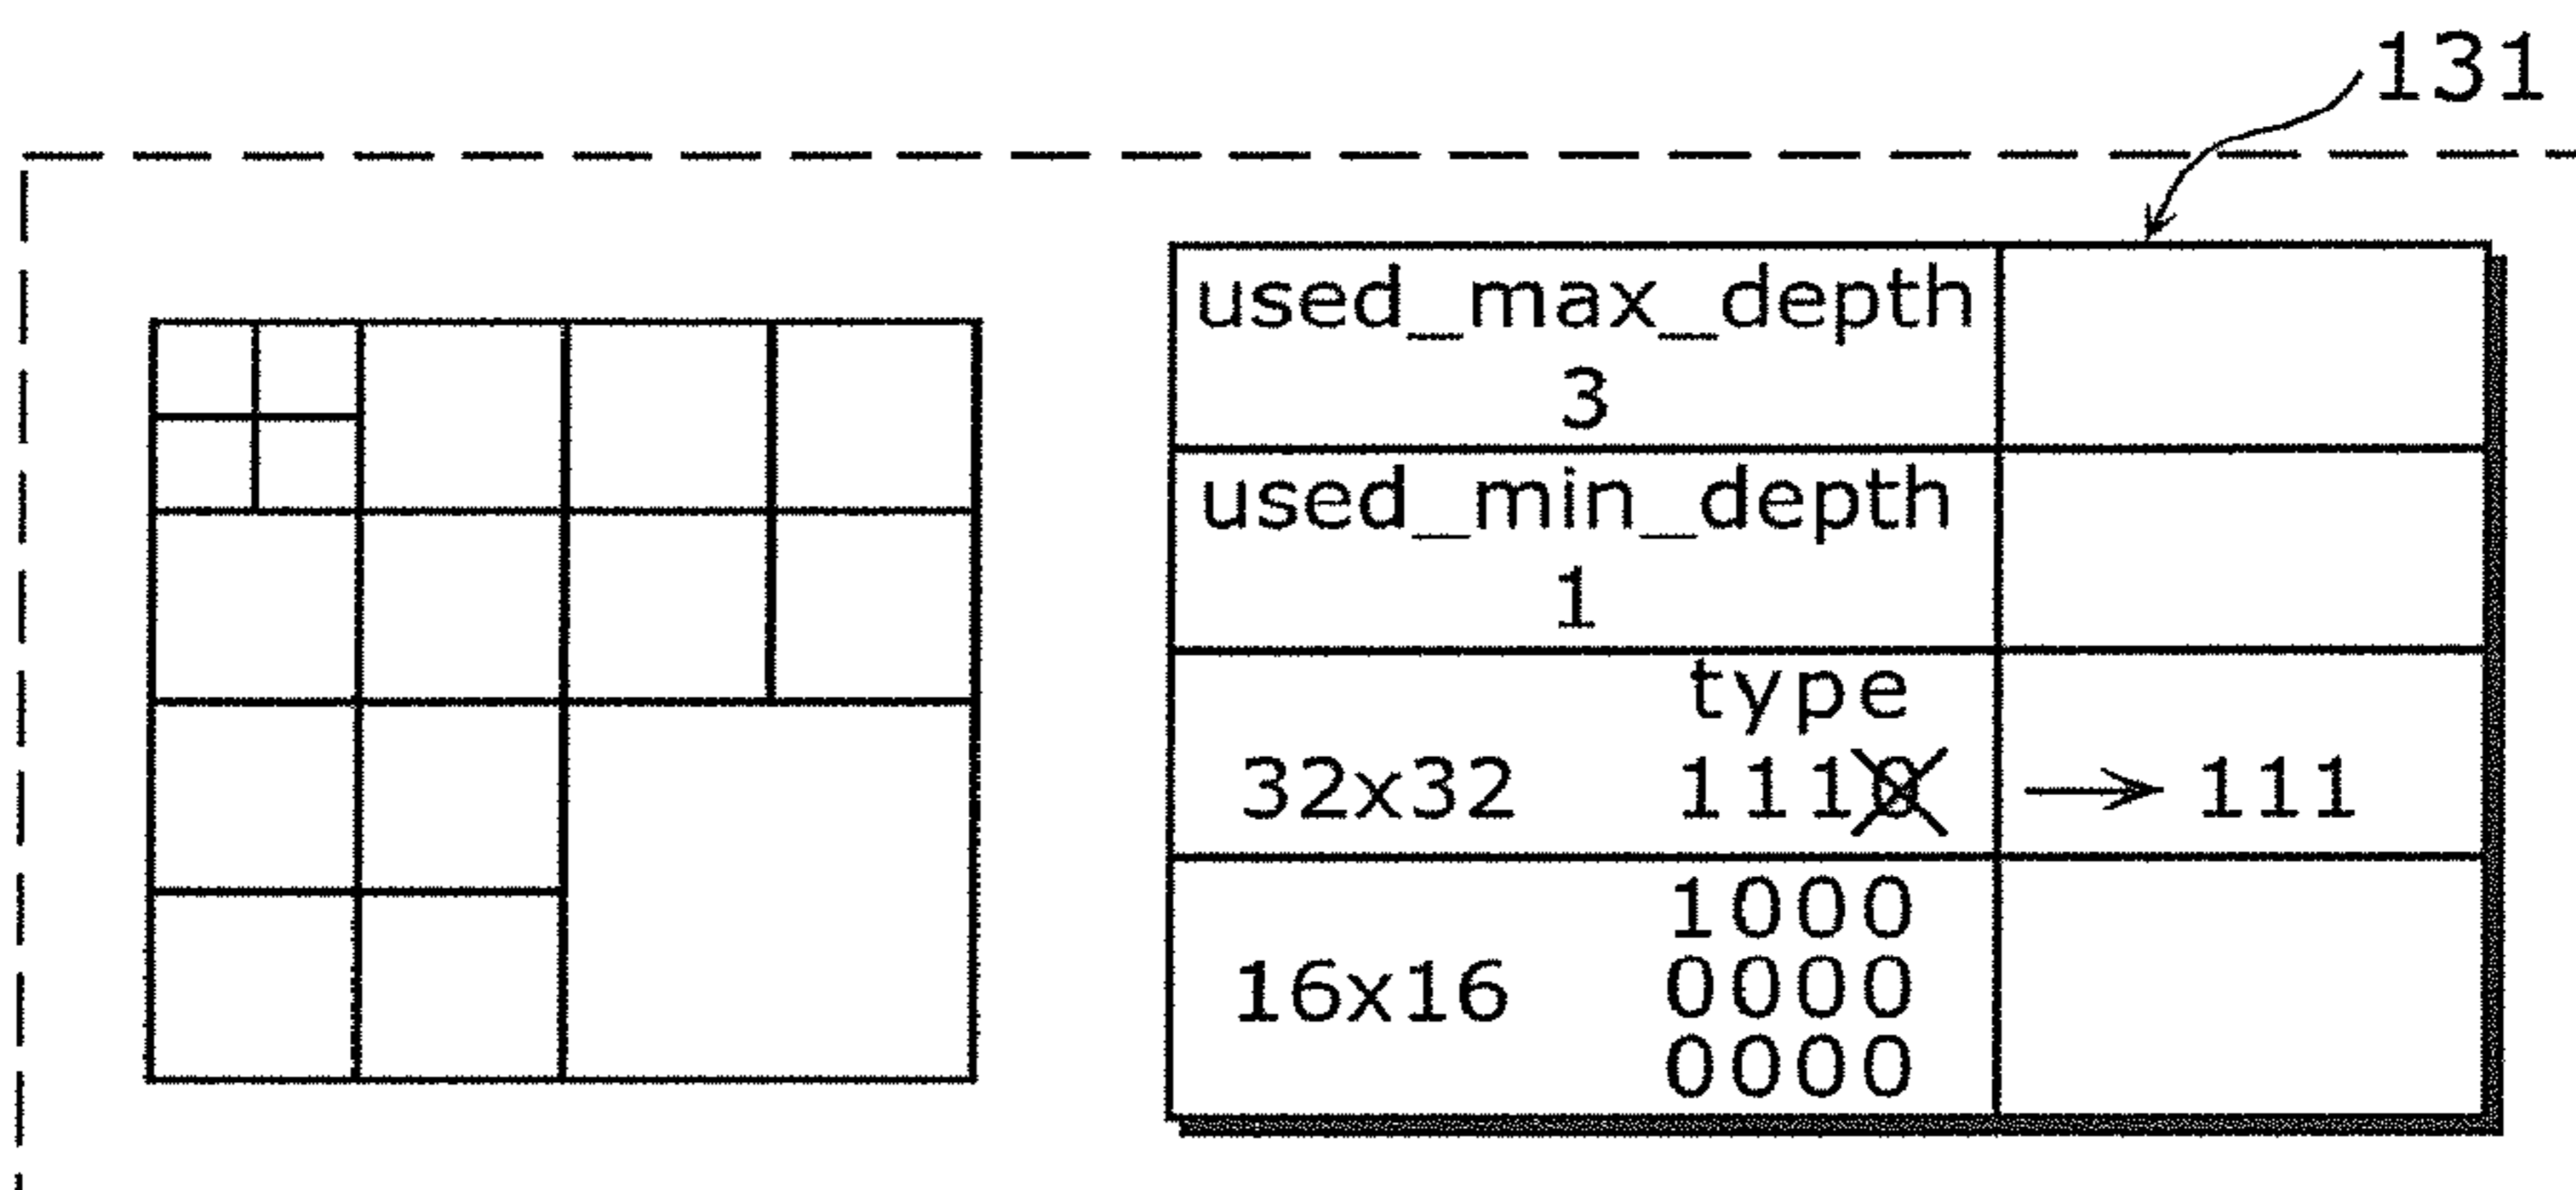 131
used_max_depth
3
used_min_depth
1
type
32x32 1110 → 111
1000
16x16 0000
0000